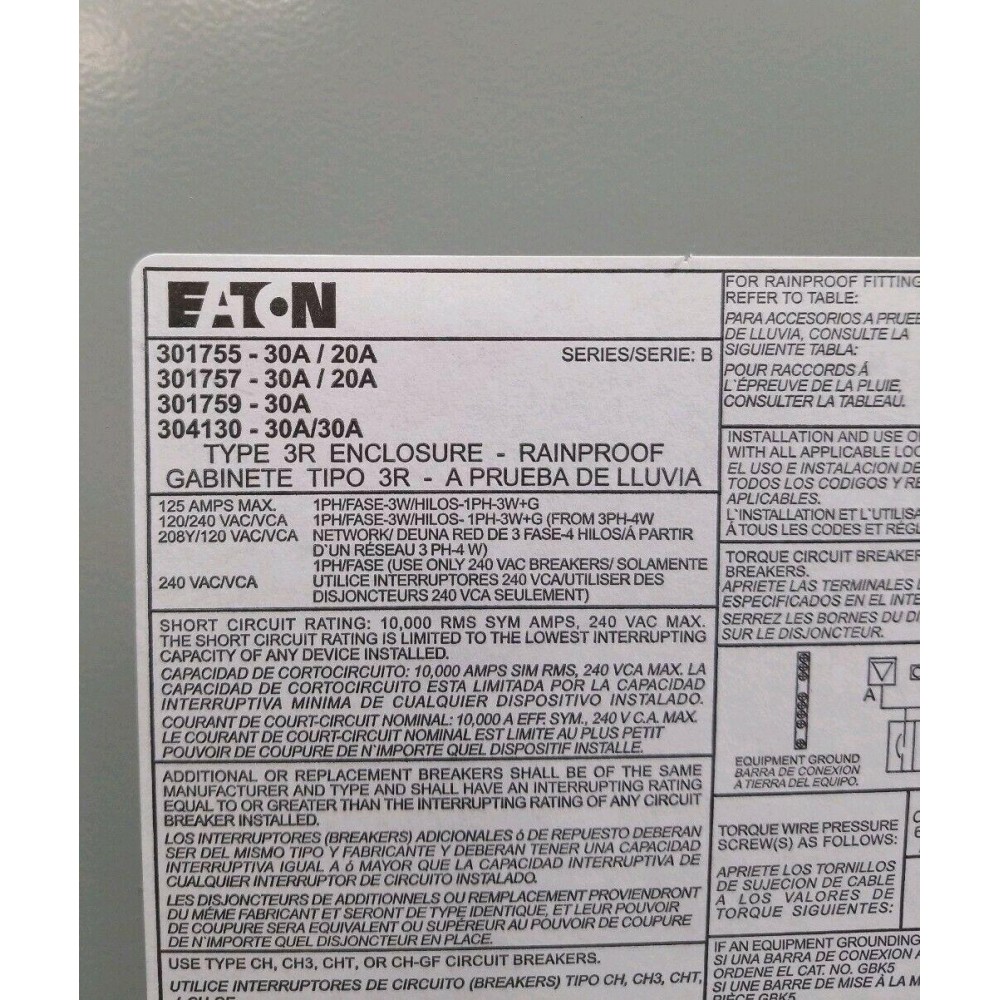 EATON
301755 - 30A / 20A
SERIES/SERIE: B
301757 - 30A / 20A
301759 - 30A
304130 - 30A/30A
TYPE 3R ENCLOSURE - RAINPROOF
GABINETE TIPO 3R - A PRUEBA DE LLUVIA
125 AMPS MAX. 1PH/FASE-3W/HILOS-1PH-3W+G
120/240 VAC/VCA 1PH/FASE-3W/HILOS- 1PH-3W+G (FROM 3PH-4W
208Y/120 VAC/VCA NETWORK/ DEUNA RED DE 3 FASE-4 HILOS/Á PARTIR
D'UN RÉSEAU 3 PH-4 W)
1PH/FASE (USE ONLY 240 VAC BREAKERS/ SOLAMENTE
240 VAC/VCA UTILICE INTERRUPTORES 240 VCA/UTILISER DES
DISJONCTEURS 240 VCA SEULEMENT)
SHORT CIRCUIT RATING: 10,000 RMS SYM AMPS, 240 VAC MAX.
THE SHORT CIRCUIT RATING IS LIMITED TO THE LOWEST INTERRUPTING
CAPACITY OF ANY DEVICE INSTALLED.
CAPACIDAD DE CORTOCIRCUITO: 10,000 AMPS SIM RMS, 240 VCA MAX. LA
CAPACIDAD DE CORTOCIRCUITO ESTA LIMITADA POR LA CAPACIDAD
INTERRUPTIVA MINIMA DE CUALQUIER DISPOSITIVO INSTALADO.
COURANT DE COURT-CIRCUIT NOMINAL: 10,000 A EFF. SYM., 240 V C.A. MAX.
LE COURANT DE COURT-CIRCUIT NOMINAL EST LIMITE AU PLUS PETIT
POUVOIR DE COUPURE DE N'IMPORTE QUEL DISPOSITIF INSTALLE.
ADDITIONAL OR REPLACEMENT BREAKERS SHALL BE OF THE SAME
MANUFACTURER AND TYPE AND SHALL HAVE AN INTERRUPTING RATING
EQUAL TO OR GREATER THAN THE INTERRUPTING RATING OF ANY CIRCUIT
BREAKER INSTALLED.
LOS INTERRUPTORES (BREAKERS) ADICIONALES ó DE REPUESTO DEBERAN
SER DEL MISMO TIPO Y FABRICANTE Y DEBERAN TENER UNA CAPACIDAD
INTERRUPTIVA IGUAL A ó MAYOR QUE LA CAPACIDAD INTERRUPTIVA DE
CUALQUIER INTERRUPTOR DE CIRCUITO INSTALADO.
LES DISJONCTEURS DE ADDITIONNELS OU REMPLACEMENT PROVIENDRONT
DU MÊME FABRICANT ET SERONT DE TYPE IDENTIQUE, ET LEUR POUVOIR
DE COUPURE SERA EQUIVALENT OU SUPÉRIEUR AU POUVOIR DE COUPURE
DE N'IMPORTE QUEL DISJONCTEUR EN PLACE.
USE TYPE CH, CH3, CHT, OR CH-GF CIRCUIT BREAKERS.
UTILICE INTERRUPTORES DE CIRCUITO (BREAKERS) TIPO CH, CH3, CHT,
FOR RAINPROOF FITTING
REFER TO TABLE:
PARA ACCESORIOS A PRUEB
DE LLUVIA, CONSULTE LA
SIGUIENTE TABLA:
POUR RACCORDS Á
L'ÉPREUVE DE LA PLUIE,
CONSULTER LA TABLEAU.
INSTALLATION AND USE O
WITH ALL APPLICABLE LOC
EL USO E INSTALACION DE
TODOS LOS CODIGOS Y RE
APLICABLES.
L'INSTALLATION ET L'UTILISA
Á TOUS LES CODES ET RÉGL
TORQUE CIRCUIT BREAKER
BREAKERS.
APRIETE LAS TERMINALES
ESPECIFICADOS EN EL INTE
SERREZ LES BORNES DU DI
SUR LE DISJONCTEUR.
A
EQUIPMENT GROUND
BARRA DE CONEXION
A TIERRA DEL EQUIPO.
TORQUE WIRE PRESSURE
SCREW(S) AS FOLLOWS:
APRIETE LOS TORNILLOS
DE SUJECION DE CABLE
A LOS VALORES DE
TORQUE SIGUIENTES:
IF AN EQUIPMENT GROUNDING
SI UNA BARRA DE CONEXION A
ORDENE EL CAT. NO. GBK5
SI UNE BARRE DE MISE Á LA M
PIÈCE GBK5